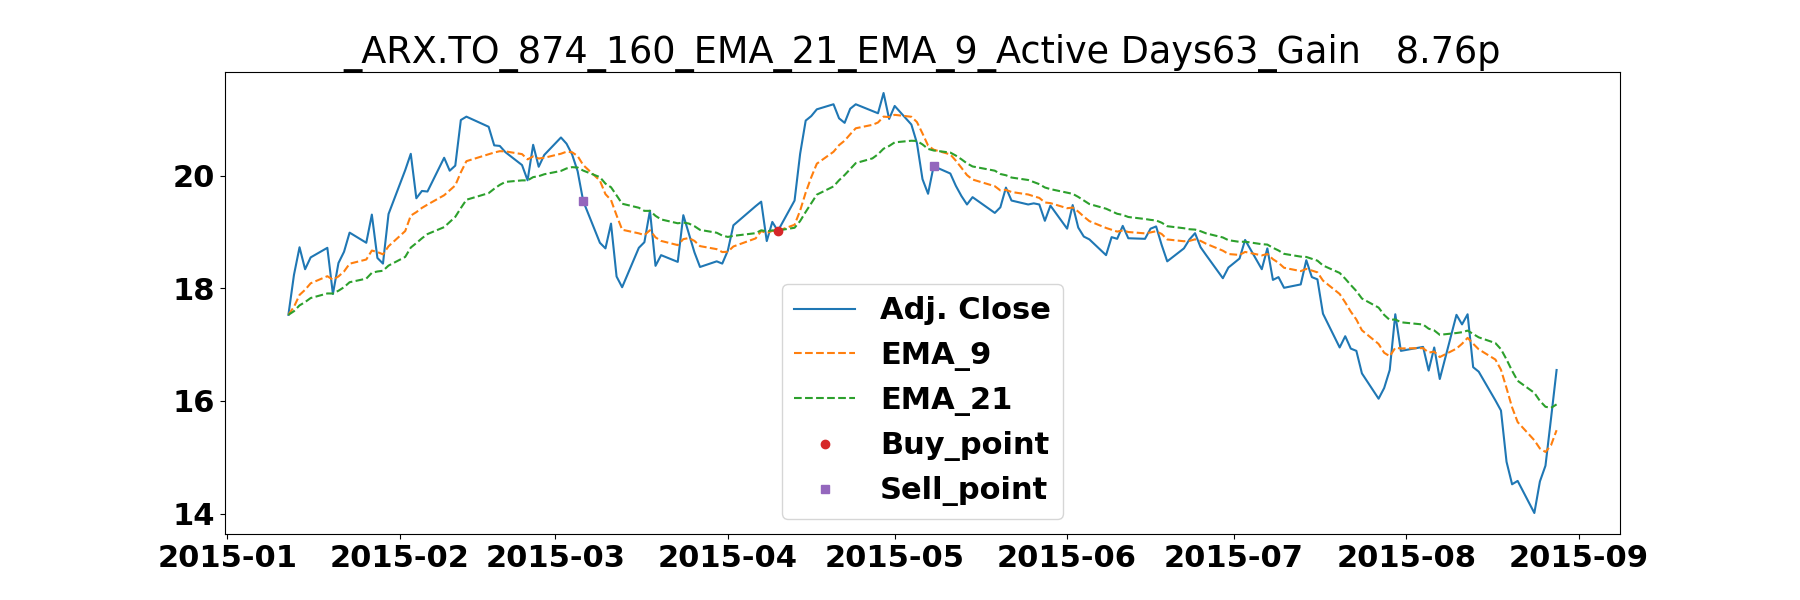 _ARX.TO_874_160_EMA_21_EMA_9_Active Days63_Gain   8.76p
20
18
16
14
Adj. Close
EMA_9
EMA_21
Buy_point
Sell_point
2015-01 2015-02 2015-03 2015-04 2015-05 2015-06 2015-07 2015-08 2015-09